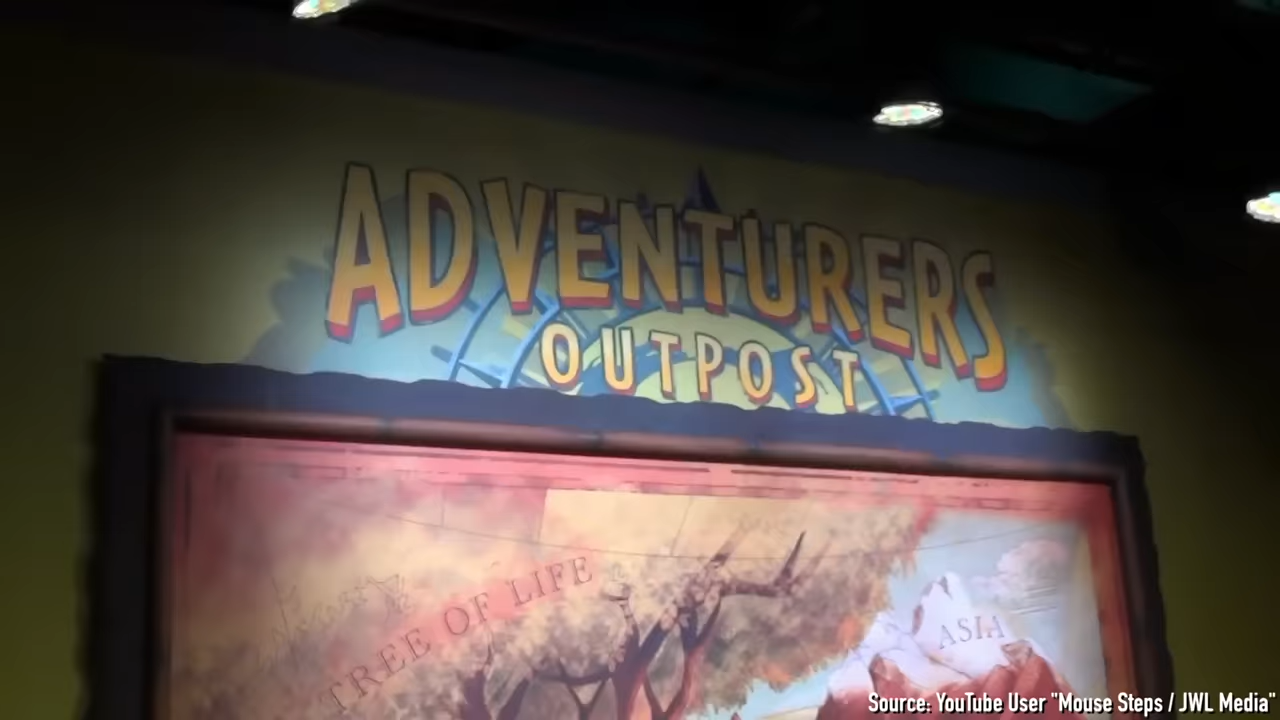 ADVENTURERS
OUTPOST
TREE OF LIFE
ASIA
Source: YouTube User "Mouse Steps / JWL Media"